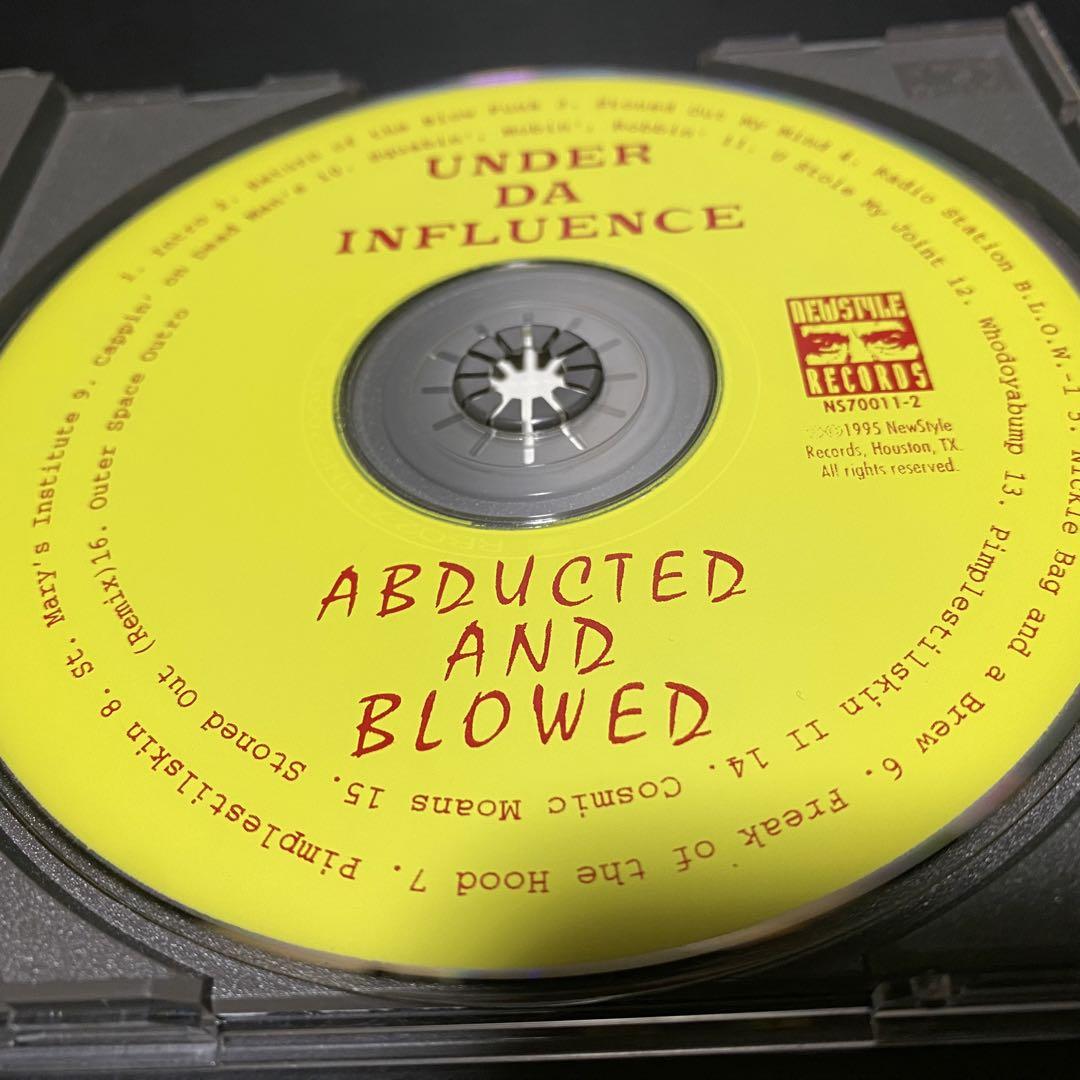 UNDER
DA
INFLUENCE
NEWSTYLE
RECORDS
NS70011-2
℗©1995 NewStyle
Records, Houston, TX.
All rights reserved.
ABDUCTED
AND
BLOWED
1. Intro 2. Return of the Blow Funk 3. Stoned Out My Mind 4. Radio Station B.L.O.W.-1 5. Nickle Bag and a Brew 6. Freak of the Hood 7. Pimplestilskin 8. St. Mary's Institute 9. Cappin' on
Dead Men's 10. Robbin' 11. U Stole My Joint 12. Whodoyabump 13. Pimplestilskin II 14. Cosmic Moans 15. Stoned Out (Remix)16. Outer Space Outro